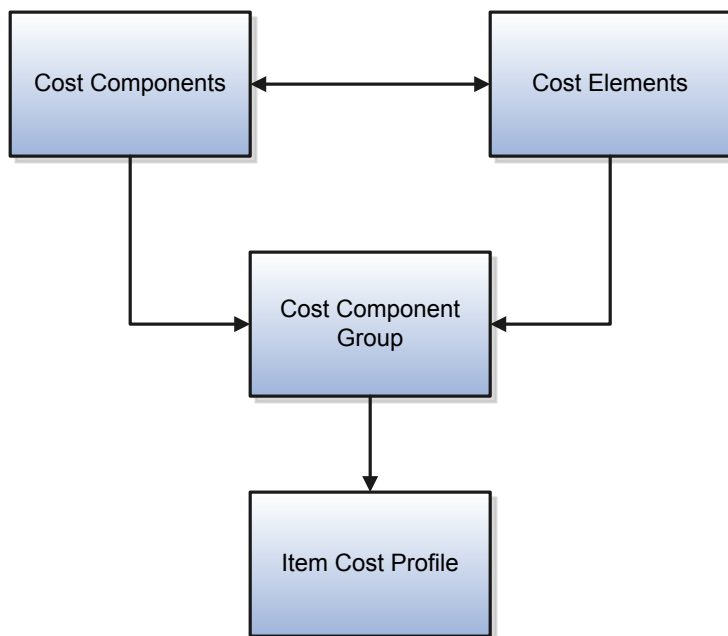 Cost Components
Cost Elements
Cost Component
Group
Item Cost Profile